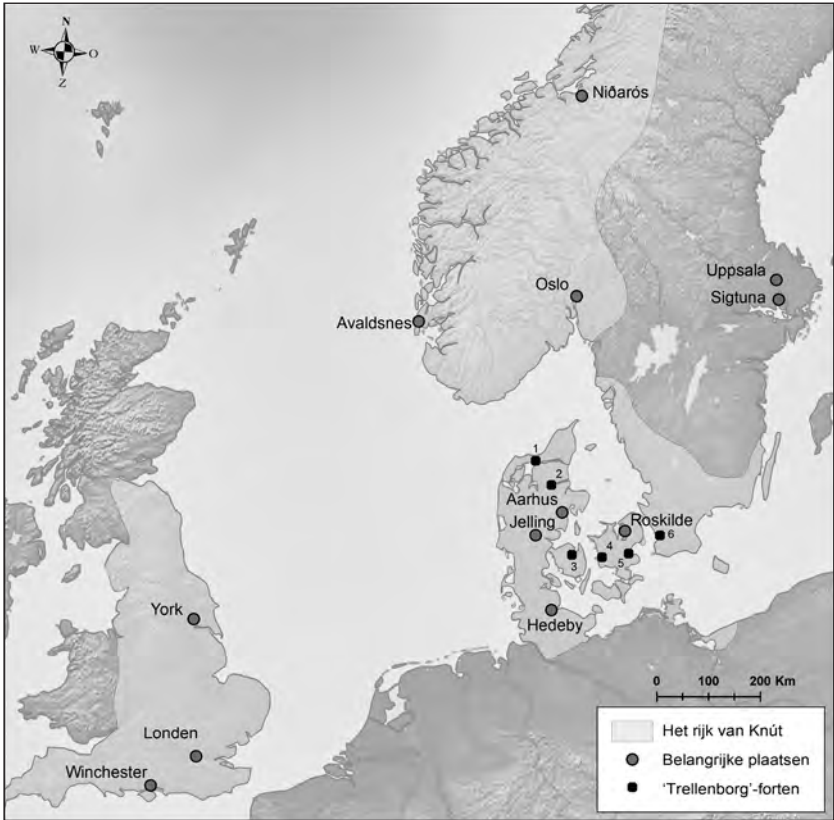 N
W O
Z
Niðarós
Uppsala
Sigtuna
Oslo
Avaldsnes
1
2
Aarhus
Jelling
Roskilde
6
4
3
5
Hedeby
York
Londen
Winchester
0 100 200 Km
Het rijk van Knút
Belangrijke plaatsen
'Trellenborg'-forten